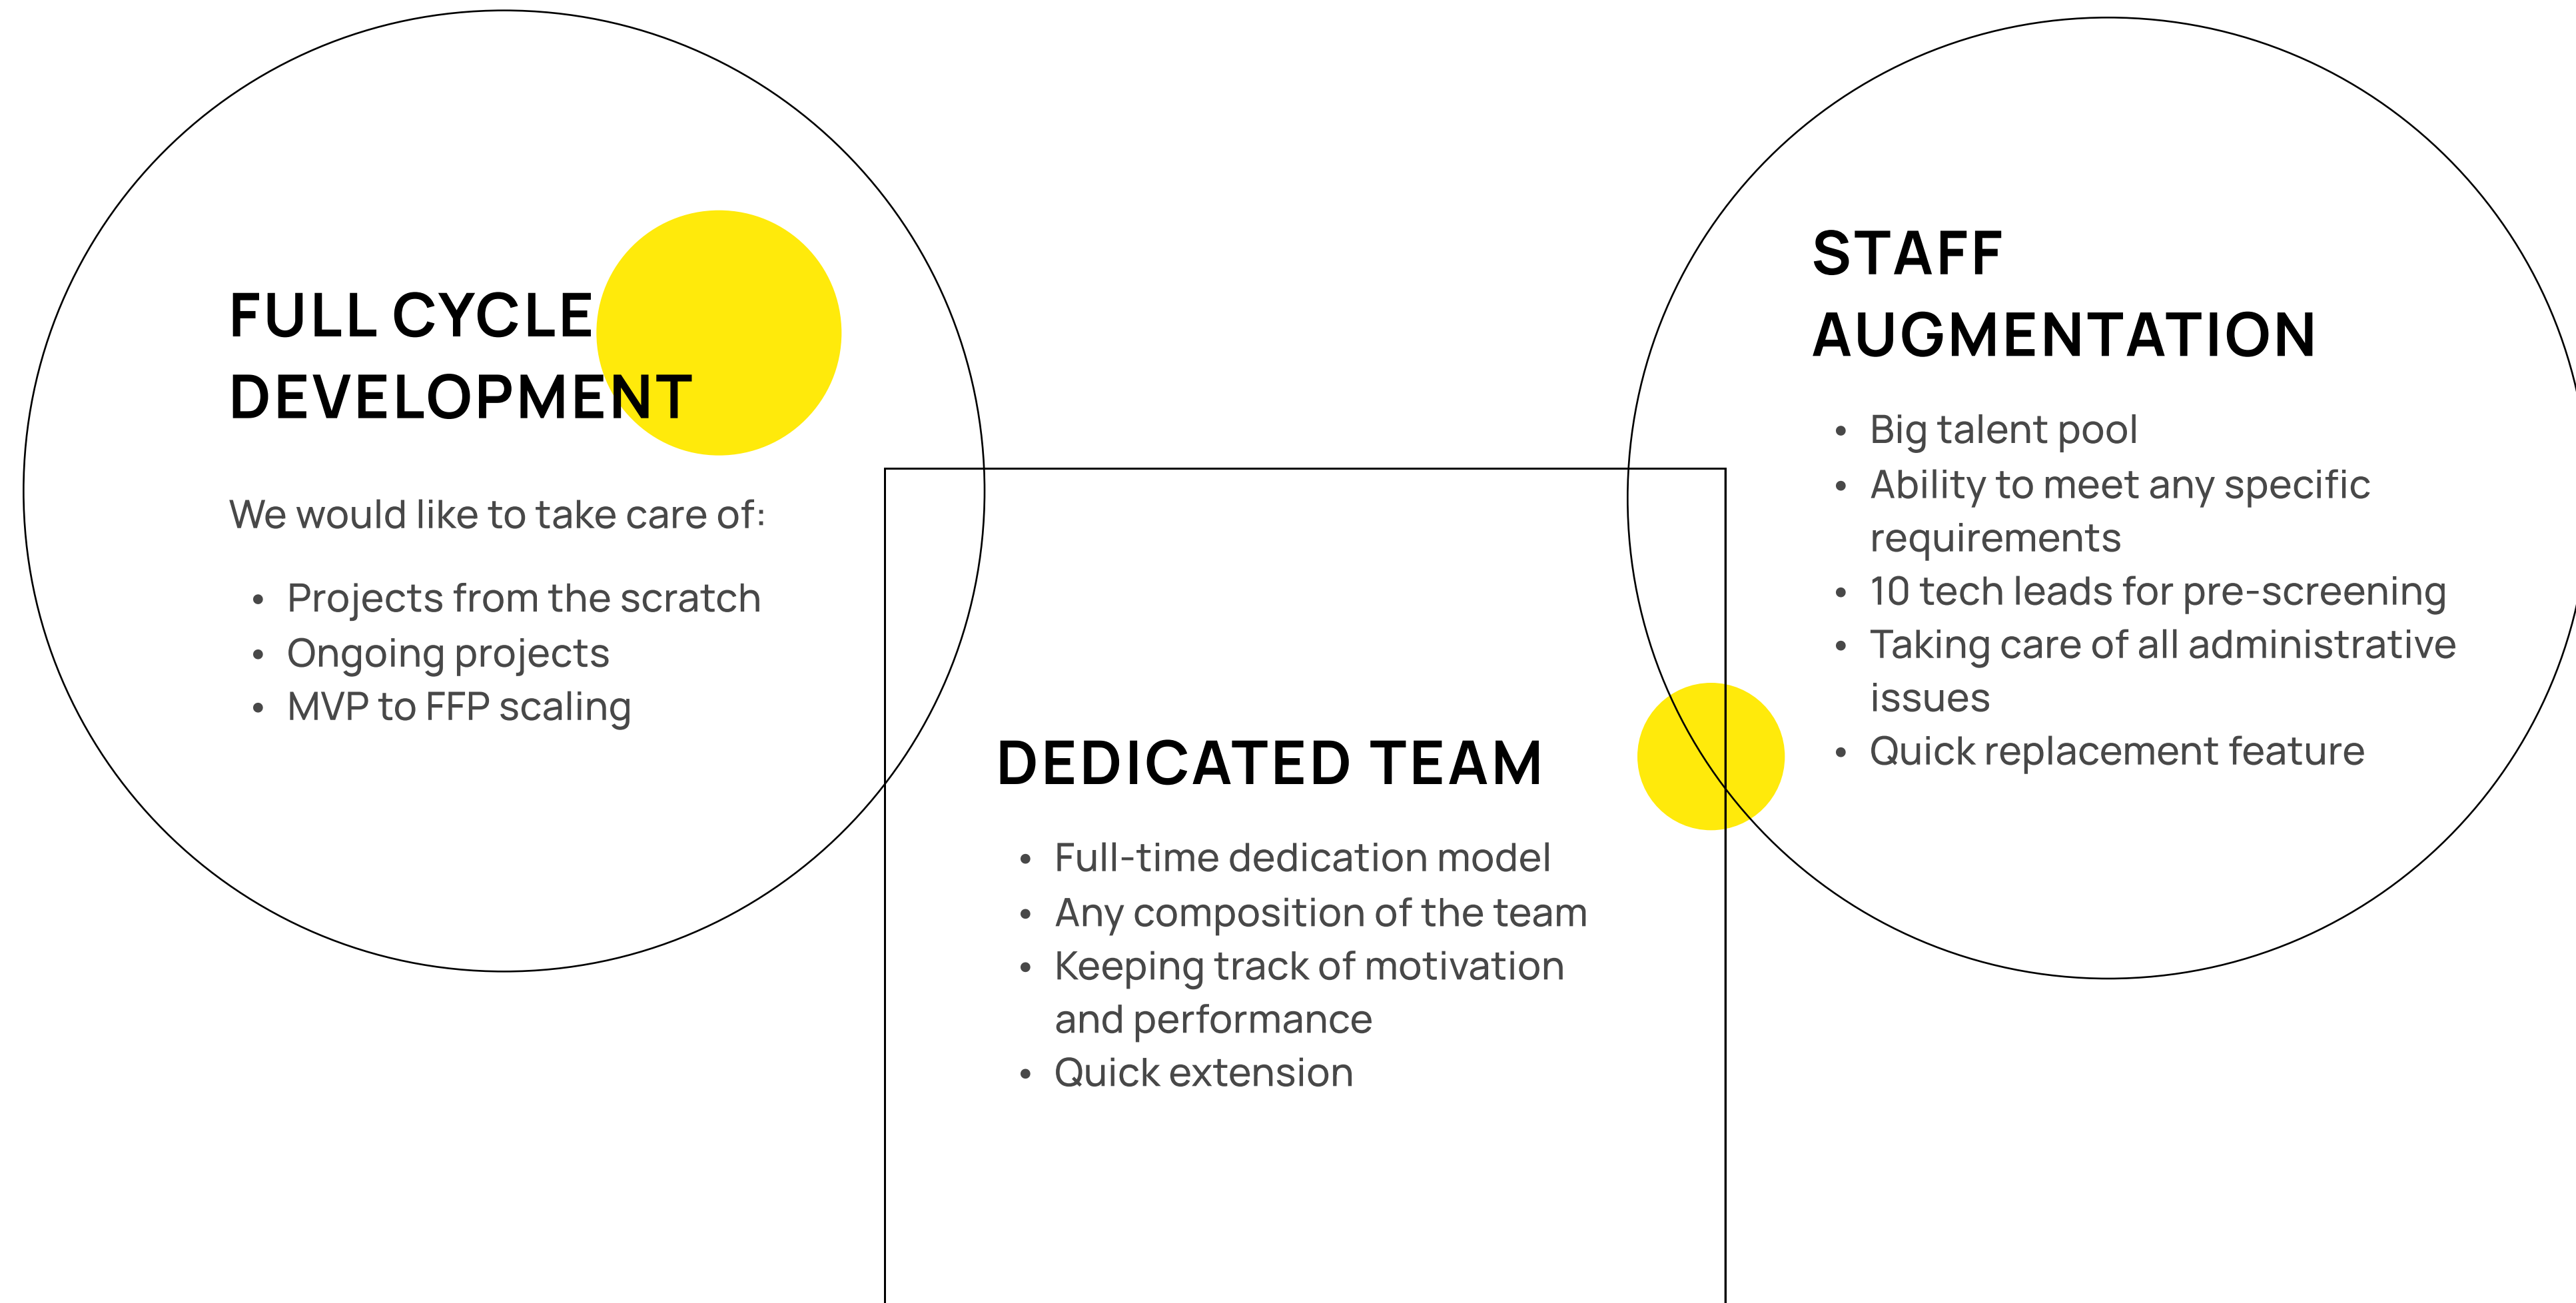 FULL CYCLE
DEVELOPMENT
We would like to take care of:
• Projects from the scratch
• Ongoing projects
• MVP to FFP scaling
DEDICATED TEAM
• Full-time dedication model
• Any composition of the team
• Keeping track of motivation
and performance
• Quick extension
STAFF
AUGMENTATION
• Big talent pool
• Ability to meet any specific
requirements
• 10 tech leads for pre-screening
• Taking care of all administrative
issues
• Quick replacement feature